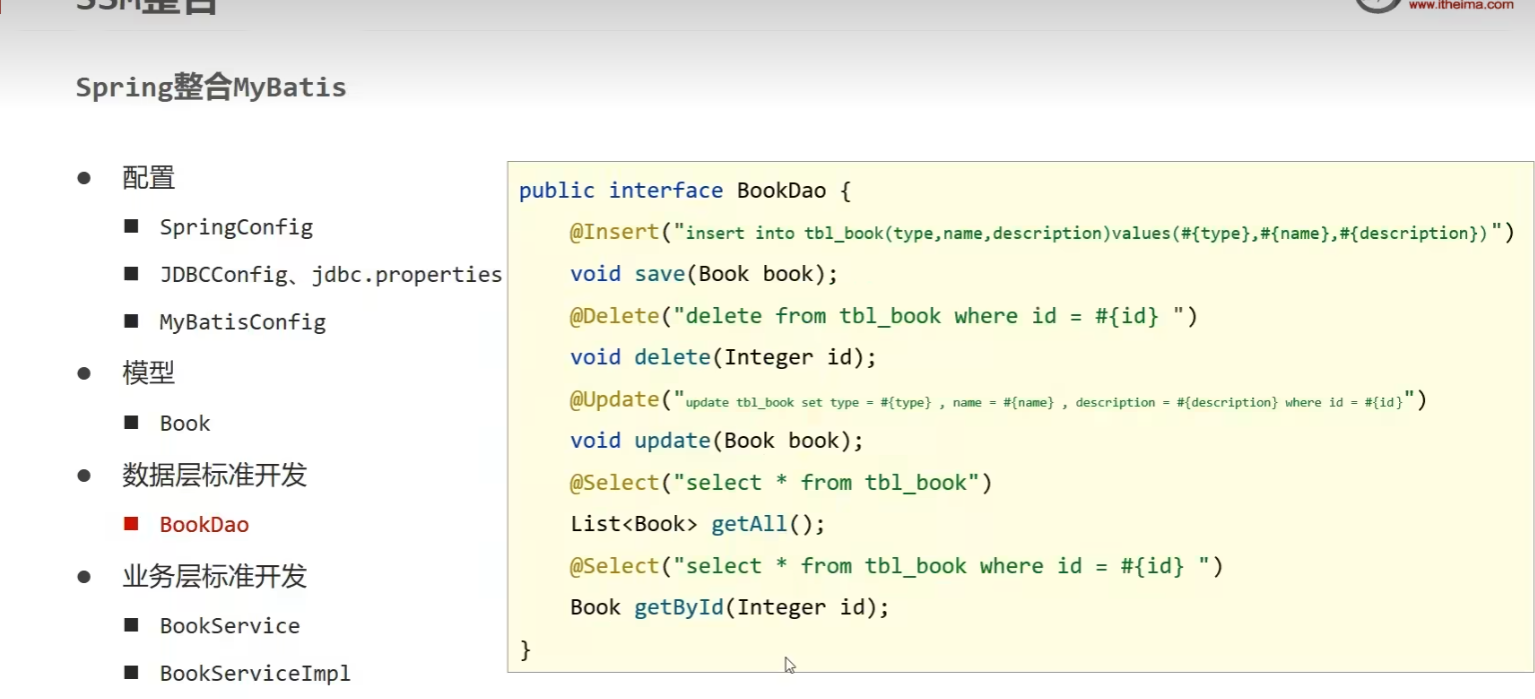 SSM整合
www.itheima.com
Spring整合MyBatis
配置
SpringConfig
JDBCConfig、jdbc.properties
MyBatisConfig
模型
Book
数据层标准开发
BookDao
业务层标准开发
BookService
BookServiceImpl
public interface BookDao {
@Insert("insert into tbl_book(type,name,description)values(#{type},#{name},#{description})")
void save(Book book);
@Delete("delete from tbl_book where id = #{id} ")
void delete(Integer id);
@Update("update tbl_book set type = #{type} , name = #{name} , description = #{description} where id = #{id}")
void update(Book book);
@Select("select * from tbl_book")
List<Book> getAll();
@Select("select * from tbl_book where id = #{id} ")
Book getById(Integer id);
}